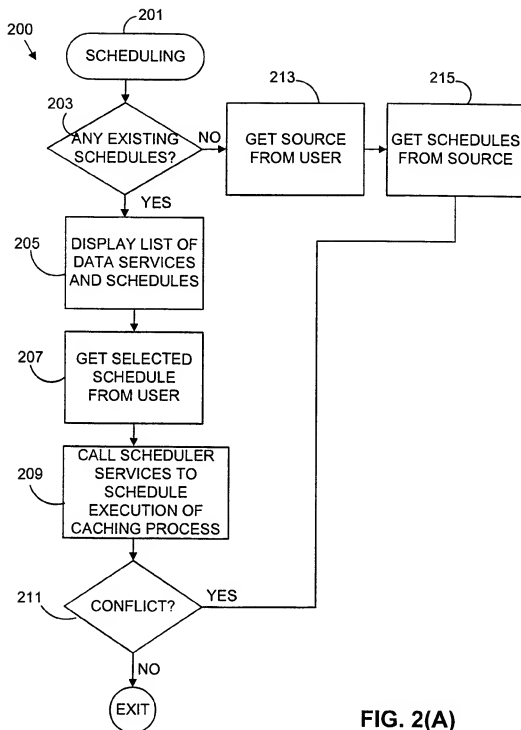 200
201
SCHEDULING
203
ANY EXISTING
SCHEDULES?
NO
213
GET SOURCE
FROM USER
215
GET SCHEDULES
FROM SOURCE
YES
205
DISPLAY LIST OF
DATA SERVICES
AND SCHEDULES
207
GET SELECTED
SCHEDULE
FROM USER
209
CALL SCHEDULER
SERVICES TO
SCHEDULE
EXECUTION OF
CACHING PROCESS
211
CONFLICT?
YES
NO
EXIT
FIG. 2(A)